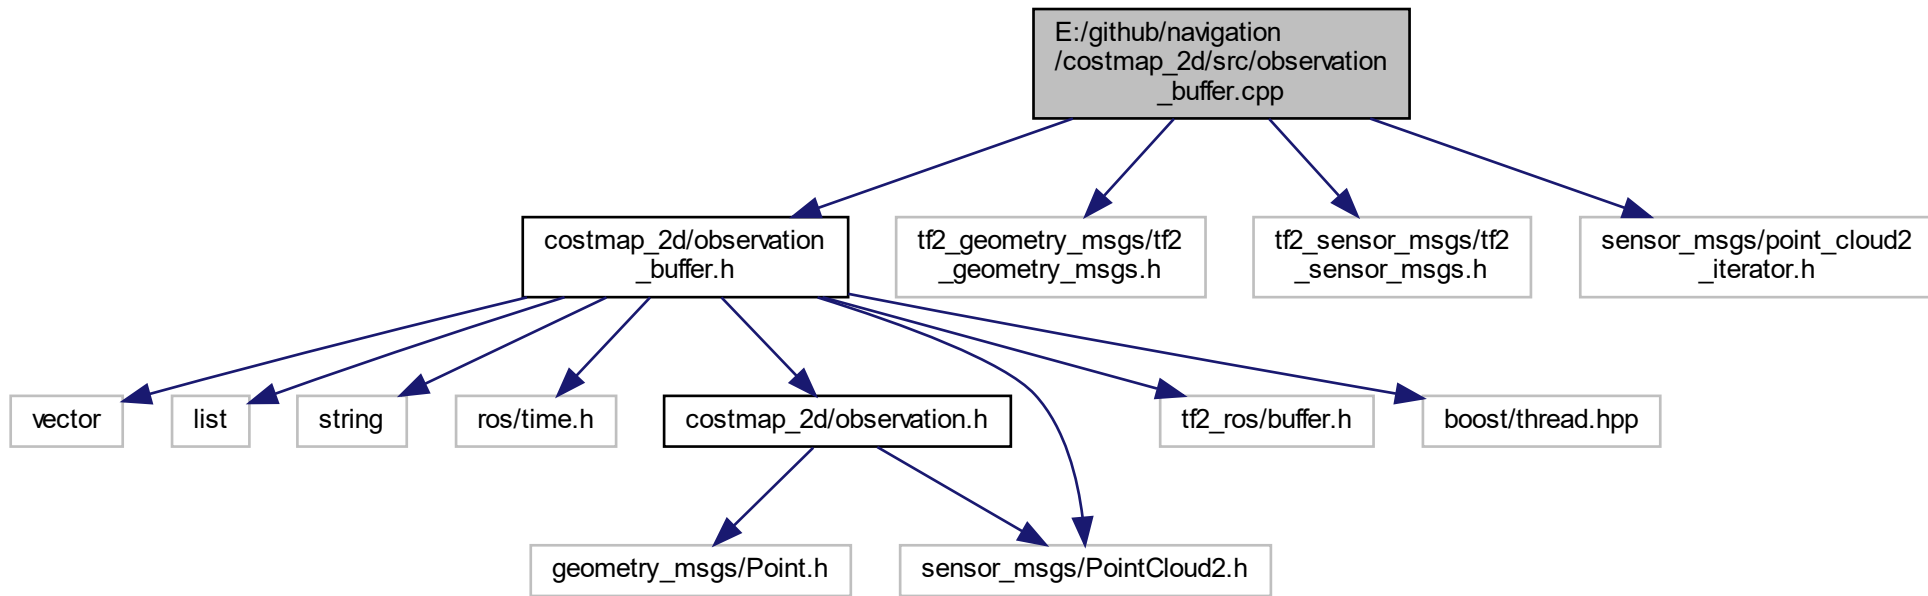 E:/github/navigation
/costmap_2d/src/observation
_buffer.cpp
costmap_2d/observation
_buffer.h
tf2_geometry_msgs/tf2
_geometry_msgs.h
tf2_sensor_msgs/tf2
_sensor_msgs.h
sensor_msgs/point_cloud2
_iterator.h
vector
list
string
ros/time.h
costmap_2d/observation.h
tf2_ros/buffer.h
boost/thread.hpp
geometry_msgs/Point.h
sensor_msgs/PointCloud2.h